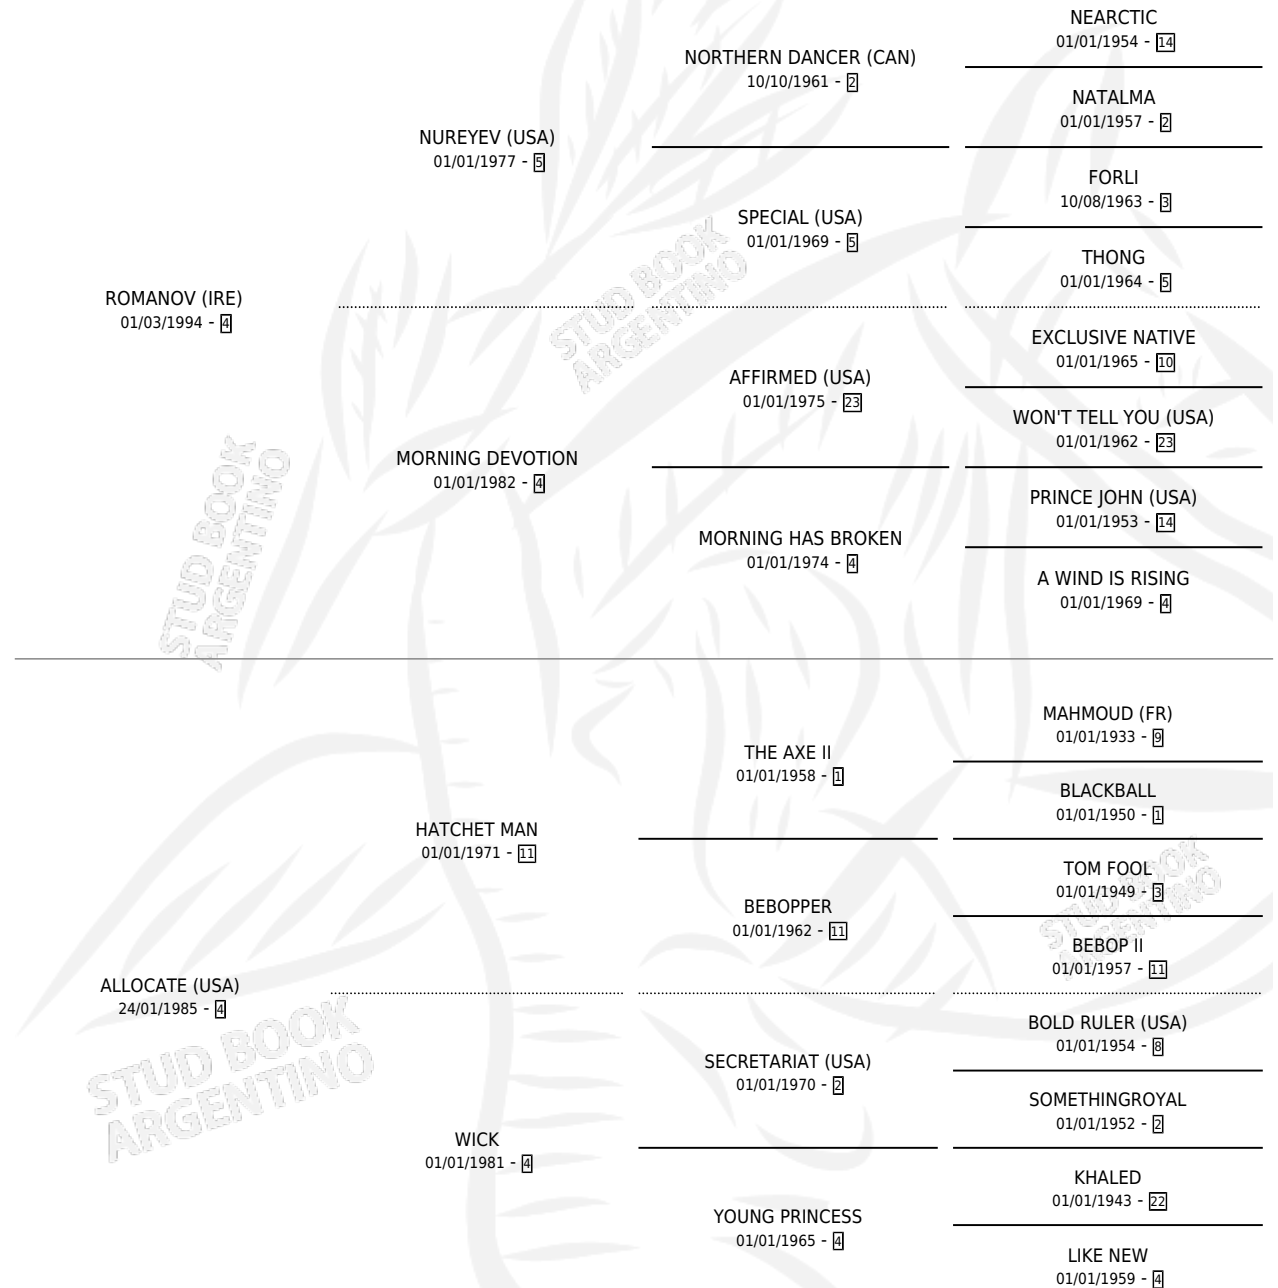 NEARCTIC
01/01/1954 - 14
NORTHERN DANCER (CAN)
10/10/1961 - 2
NATALMA
01/01/1957 - 2
NUREYEV (USA)
01/01/1977 - 5
FORLI
10/08/1963 - 3
SPECIAL (USA)
01/01/1969 - 5
THONG
01/01/1964 - 5
ROMANOV (IRE)
01/03/1994 - 4
EXCLUSIVE NATIVE
01/01/1965 - 10
AFFIRMED (USA)
01/01/1975 - 23
WON'T TELL YOU (USA)
01/01/1962 - 23
MORNING DEVOTION
01/01/1982 - 4
PRINCE JOHN (USA)
01/01/1953 - 14
MORNING HAS BROKEN
01/01/1974 - 4
A WIND IS RISING
01/01/1969 - 4
MAHMOUD (FR)
01/01/1933 - 9
THE AXE II
01/01/1958 - 1
BLACKBALL
01/01/1950 - 1
HATCHET MAN
01/01/1971 - 11
TOM FOOL
01/01/1949 - 3
BEBOPPER
01/01/1962 - 11
BEBOP II
01/01/1957 - 11
ALLOCATE (USA)
24/01/1985 - 4
BOLD RULER (USA)
01/01/1954 - 8
SECRETARIAT (USA)
01/01/1970 - 2
SOMETHINGROYAL
01/01/1952 - 2
WICK
01/01/1981 - 4
KHALED
01/01/1943 - 22
YOUNG PRINCESS
01/01/1965 - 4
LIKE NEW
01/01/1959 - 4
STUD BOOK
ARGENTINO
STUD BOOK
ARGENTINO
STUD BOOK
ARGENTINO
STUD BOOK
ARGENTINO